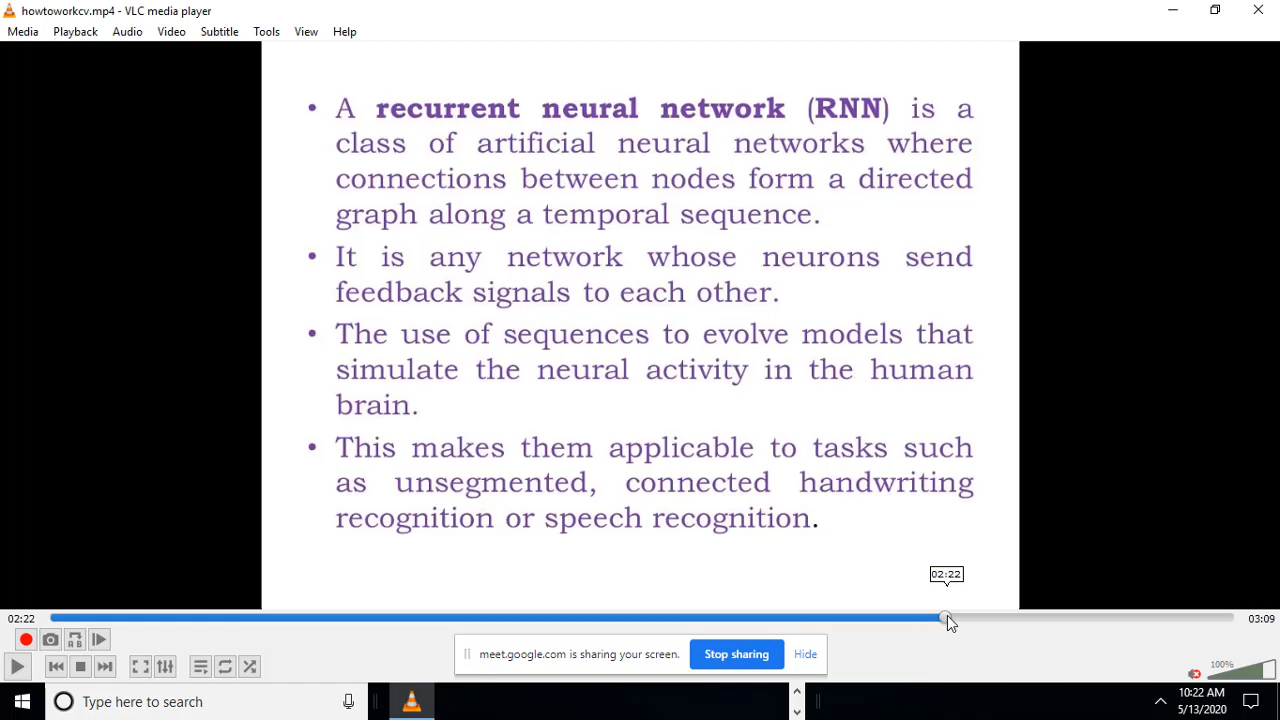 howtoworkcv.mp4 - VLC media player
Media Playback Audio Video Subtitle Tools View Help
• A recurrent neural network (RNN) is a
class of artificial neural networks where
connections between nodes form a directed
graph along a temporal sequence.
• It is any network whose neurons send
feedback signals to each other.
• The use of sequences to evolve models that
simulate the neural activity in the human
brain.
• This makes them applicable to tasks such
as unsegmented, connected handwriting
recognition or speech recognition.
02:22
02:22 03:09
meet.google.com is sharing your screen. Stop sharing Hide
100%
Type here to search
10:22 AM
5/13/2020